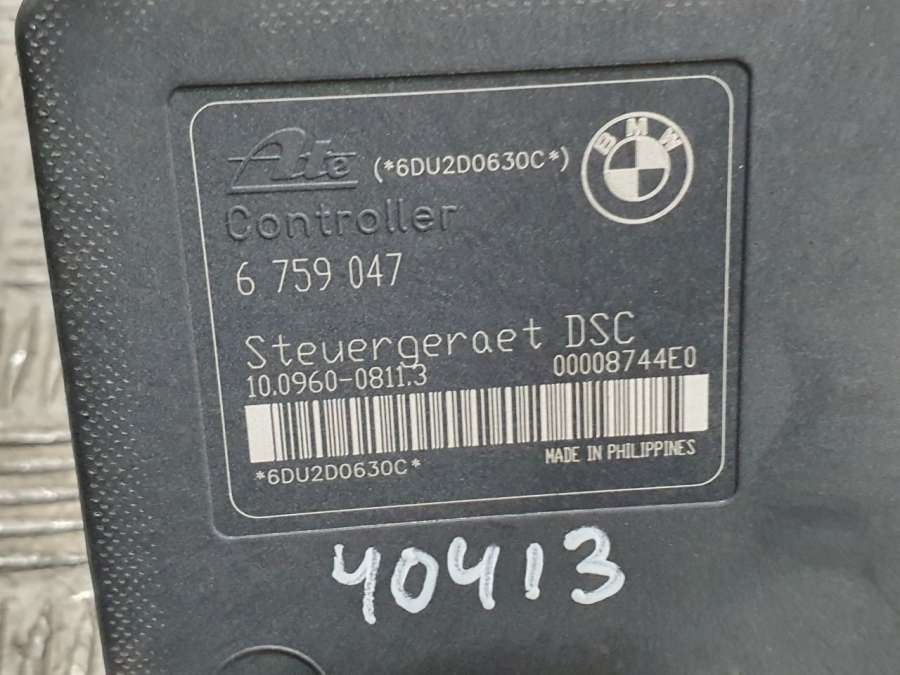 Ate (*6DU2D0630C*)
BMW
Controller
6 759 047
Steuergeraet DSC
10.0960-0811.3 00008744E0
MADE IN PHILIPPINES
*6DU2D0630C*
40413